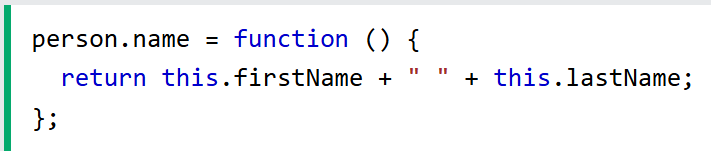 person.name = function () {
  return this.firstName + " " + this.lastName;
};